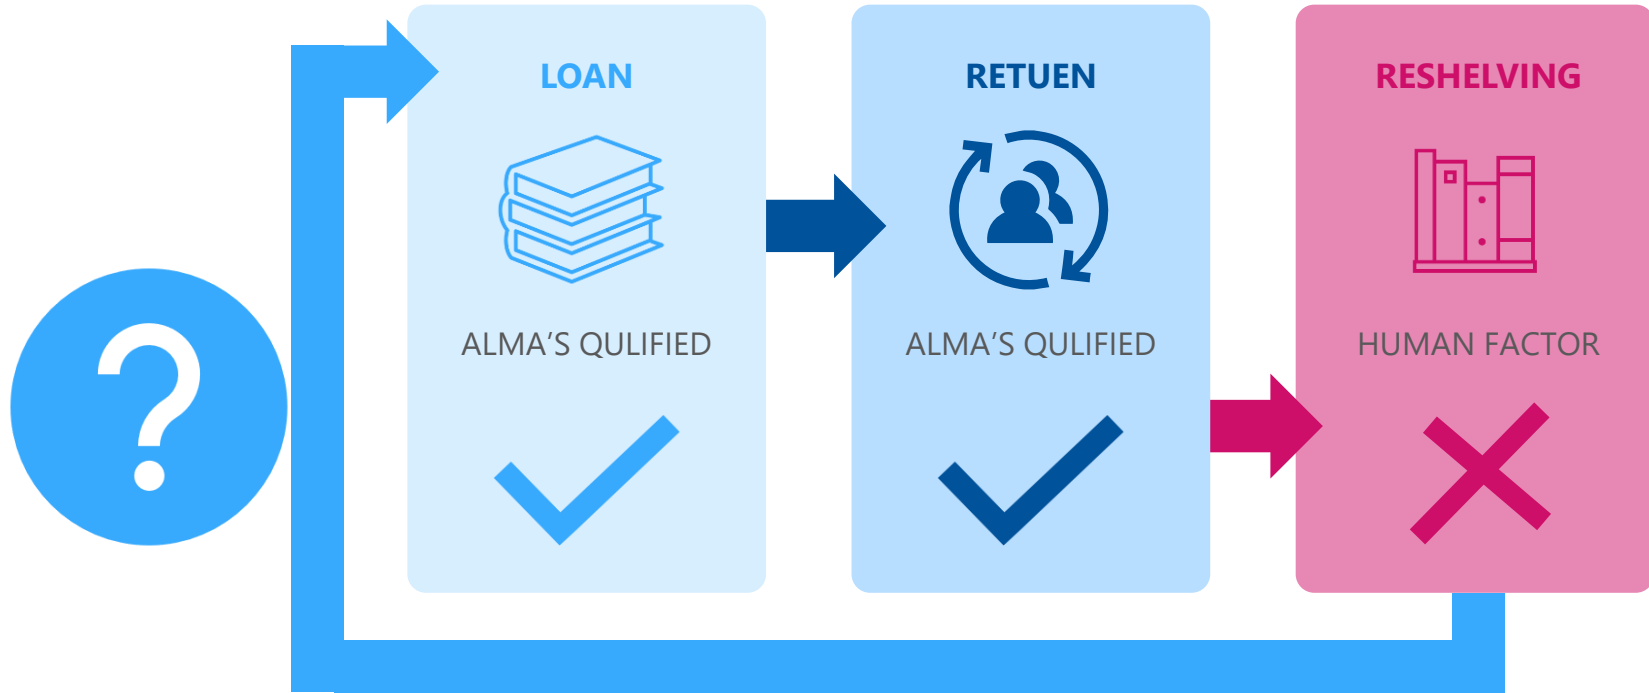 LOAN
RETUEN
RESHELVING
ALMA'S QULIFIED
ALMA'S QULIFIED
HUMAN FACTOR
?